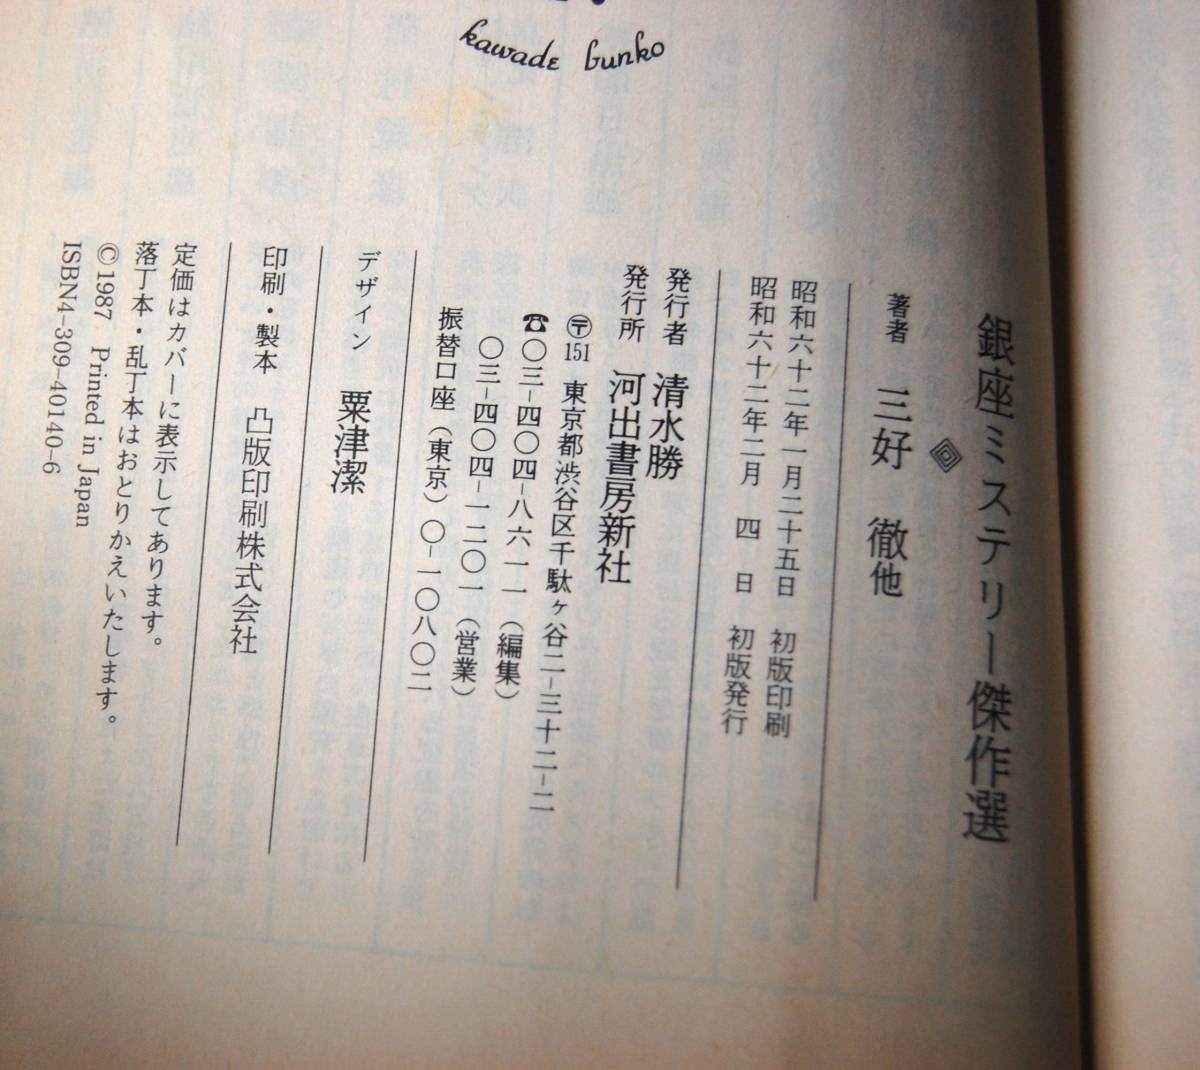 kawade bunko
銀座ミステリー傑作選
著者 三好 徹他
昭和六十二年一月二十五日 初版印刷
昭和六十二年二月 四 日 初版発行
発行者 清水勝
発行所 河出書房新社
〒151 東京都渋谷区千駄ヶ谷二-三十二-二
☎〇三-四〇四-八六一一(編集)
〇三-四〇四-一二〇一(営業)
振替口座(東京)〇-一〇八〇二
デザイン 粟津潔
印刷・製本 凸版印刷株式会社
定価はカバーに表示してあります。
落丁本・乱丁本はおとりかえいたします。
©1987 Printed in Japan
ISBN4-309-40140-6